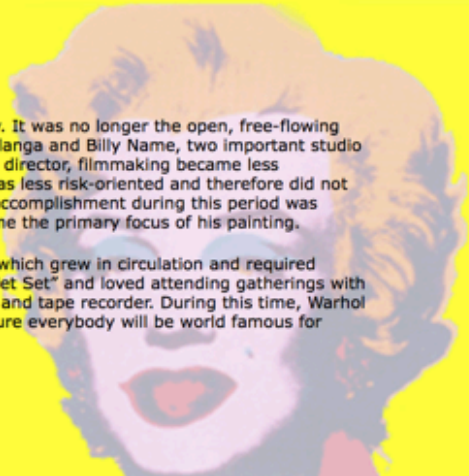 . It was no longer the open, free-flowing
langa and Billy Name, two important studio
director, filmmaking became less
as less risk-oriented and therefore did not
accomplishment during this period was
me the primary focus of his painting.
which grew in circulation and required
et Set" and loved attending gatherings with
and tape recorder. During this time, Warhol
ure everybody will be world famous for